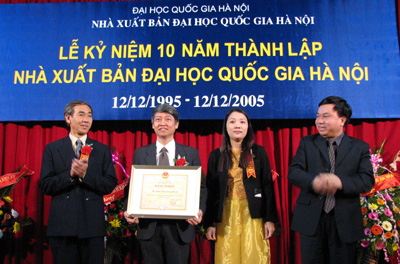 ĐẠI HỌC QUỐC GIA HÀ NỘI
NHÀ XUẤT BẢN ĐẠI HỌC QUỐC GIA HÀ NỘI
LỄ KỶ NIỆM 10 NĂM THÀNH LẬP
NHÀ XUẤT BẢN ĐẠI HỌC QUỐC GIA HÀ NỘI
12/12/1995 - 12/12/2005